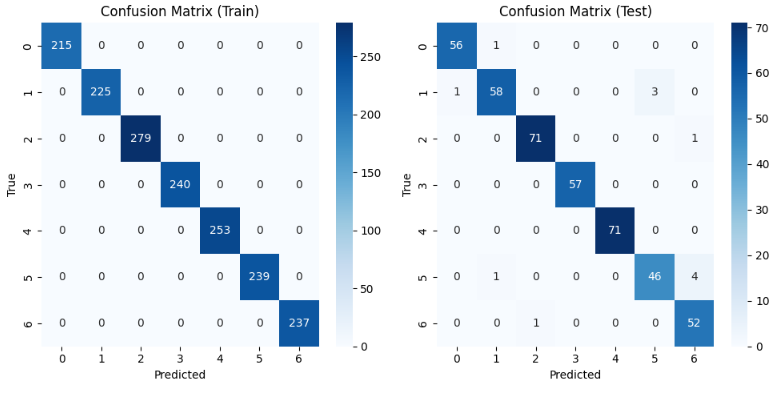 Confusion Matrix (Train)
0 215 0 0 0 0 0 0
1 0 225 0 0 0 0 0
2 0 0 279 0 0 0 0
3 0 0 0 240 0 0 0
4 0 0 0 0 253 0 0
5 0 0 0 0 0 239 0
6 0 0 0 0 0 0 237
0 1 2 3 4 5 6
True
Predicted
250
200
150
100
50
0
Confusion Matrix (Test)
0 56 1 0 0 0 0 0
1 1 58 0 0 0 3 0
2 0 0 71 0 0 0 1
3 0 0 0 57 0 0 0
4 0 0 0 0 71 0 0
5 0 1 0 0 0 46 4
6 0 0 1 0 0 0 52
0 1 2 3 4 5 6
True
Predicted
70
60
50
40
30
20
10
0